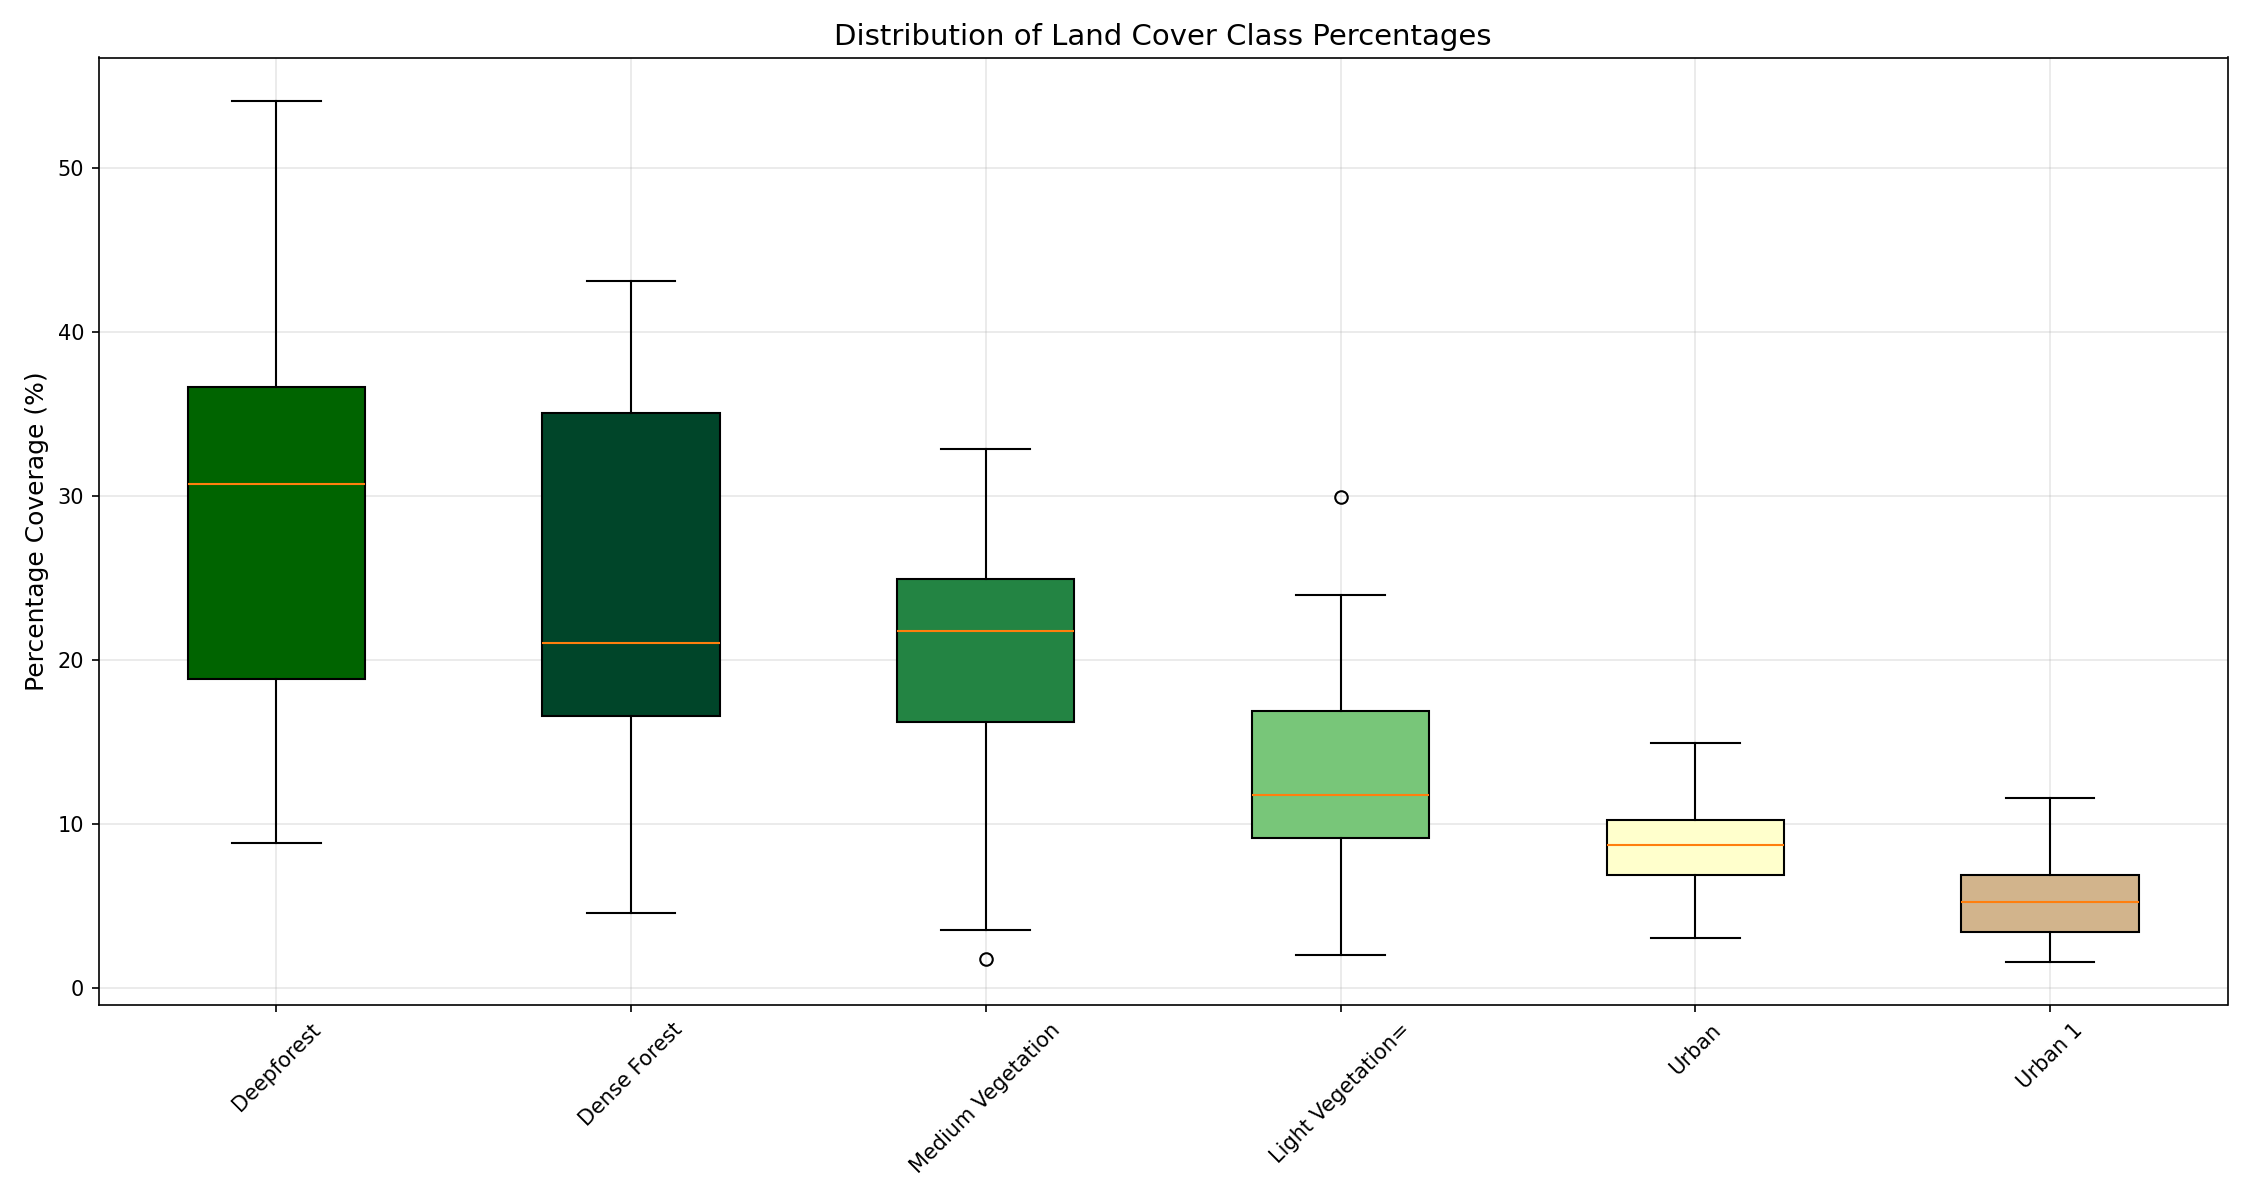 Distribution of Land Cover Class Percentages
Percentage Coverage (%)
50
40
30
20
10
0
Deepforest
Dense Forest
Medium Vegetation
Light Vegetation=
Urban
Urban 1